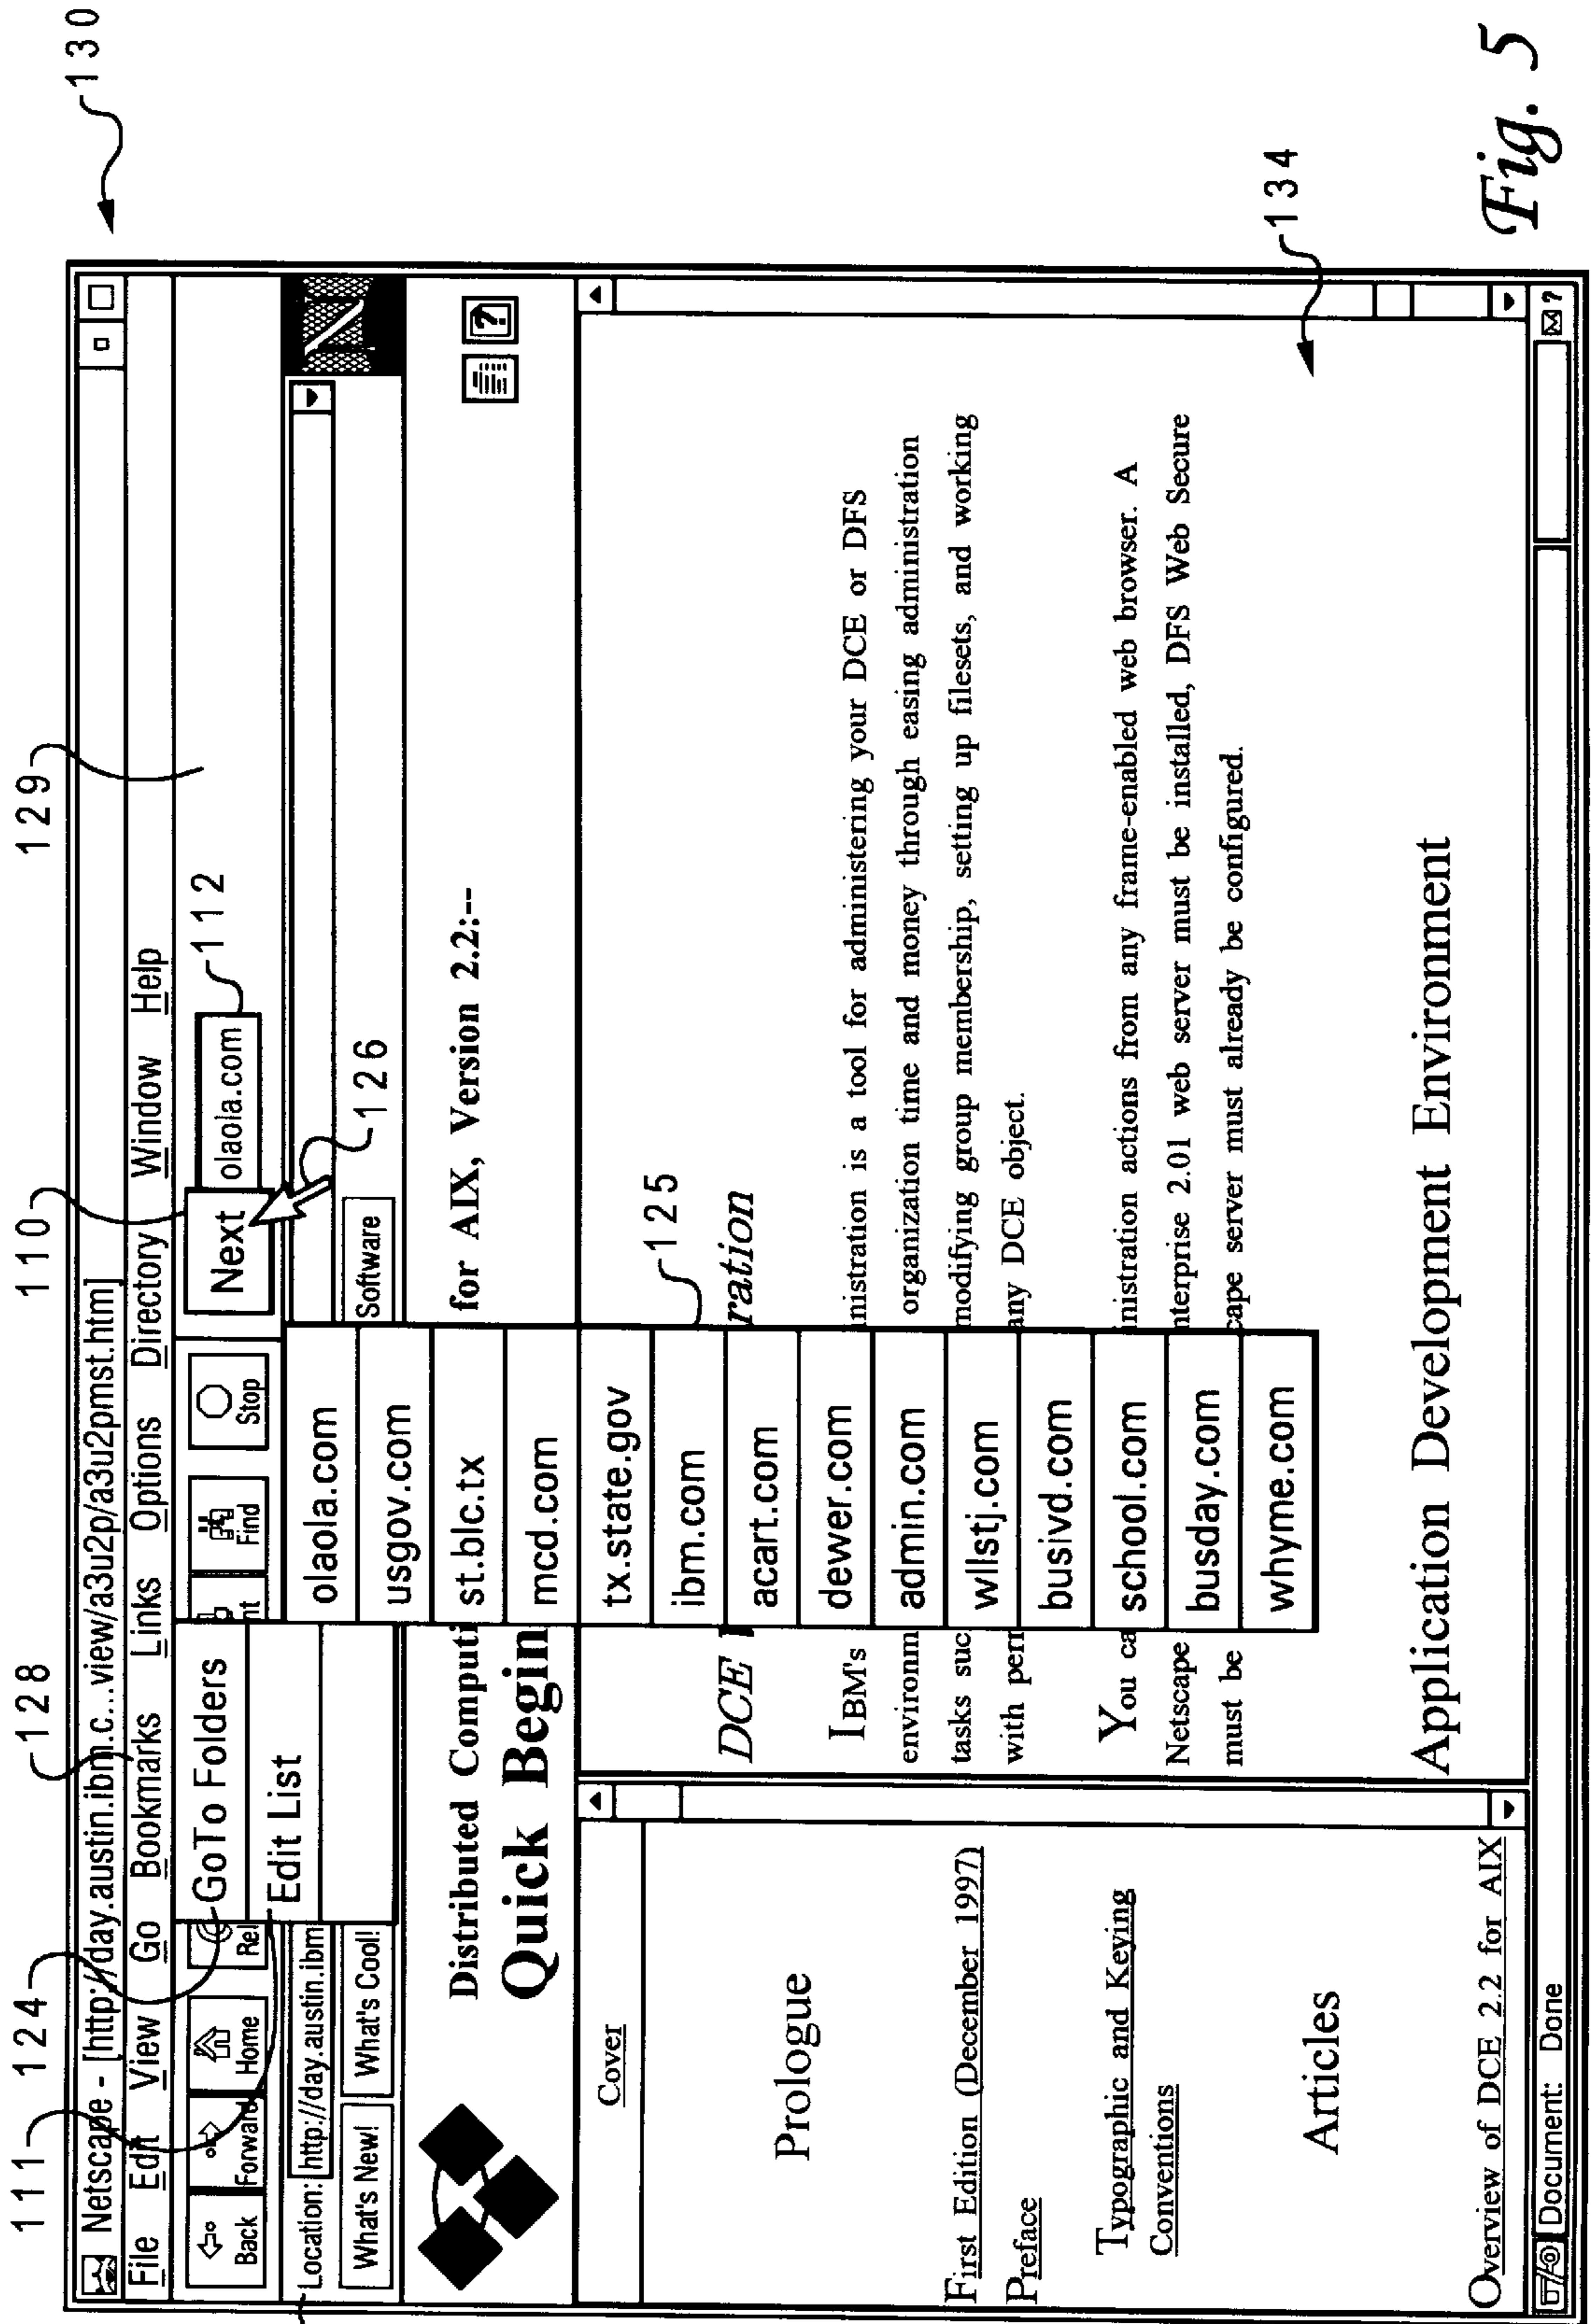 130
111
124
128
110
129
Netscape - [http://day.austin.ibm.c...view/a3u2p/a3u2pmst.htm]
File Edit View Go Bookmarks Links Options Directory Window Help
Back
Forward
Home
Rel
GoTo Folders
Edit List
nt
Find
Stop
Next
olaola.com
112
126
Location: http://day.austin.ibm
What's New!
What's Cool!
Software
Distributed Computi
for AIX, Version 2.2:--
Quick Begin
olaola.com
usgov.com
st.blc.tx
mcd.com
tx.state.gov
ibm.com
acart.com
dewer.com
admin.com
wllstj.com
busivd.com
school.com
busday.com
whyme.com
125
Cover
Prologue
First Edition (December 1997)
Preface
Typographic and Keying
Conventions
Articles
Overview of DCE 2.2 for AIX
DCE ration
IBM's nistration is a tool for administering your DCE or DFS
environm organization time and money through easing administration
tasks suc modifying group membership, setting up filesets, and working
with peri any DCE object.
You ca inistration actions from any frame-enabled web browser. A
Netscape nterprise 2.01 web server must be installed, DFS Web Secure
must be cape server must already be configured.
Application Development Environment
134
Document: Done
Fig. 5